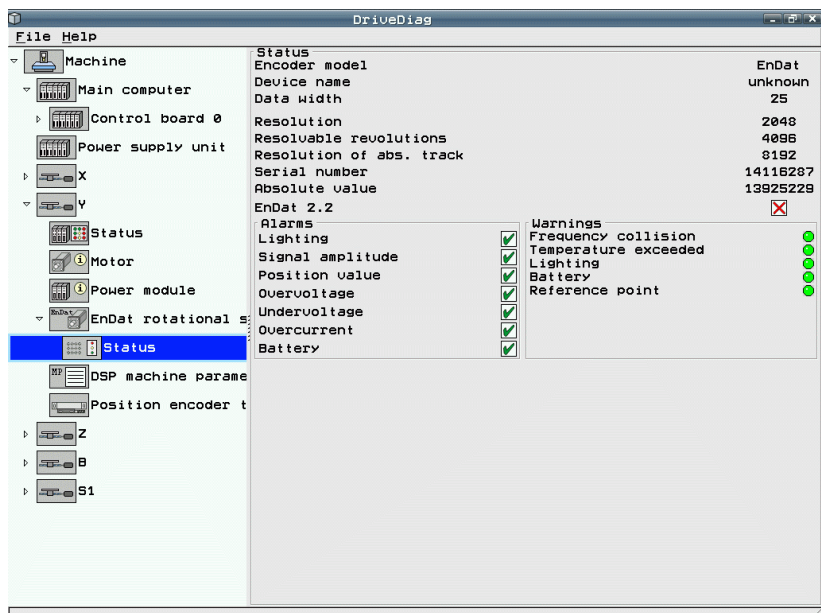 DriveDiag
File Help
Machine
Main computer
Control board 0
Power supply unit
X
Y
Status
Motor
Power module
EnDat
EnDat rotational s
Status
MP
DSP machine parame
Position encoder t
Z
B
S1
Status
Encoder model EnDat
Device name unknown
Data width 25
Resolution 2048
Resolvable revolutions 4096
Resolution of abs. track 8192
Serial number 14116287
Absolute value 13925229
EnDat 2.2
Alarms
Lighting
Signal amplitude
Position value
Overvoltage
Undervoltage
Overcurrent
Battery
Warnings
Frequency collision
Temperature exceeded
Lighting
Battery
Reference point